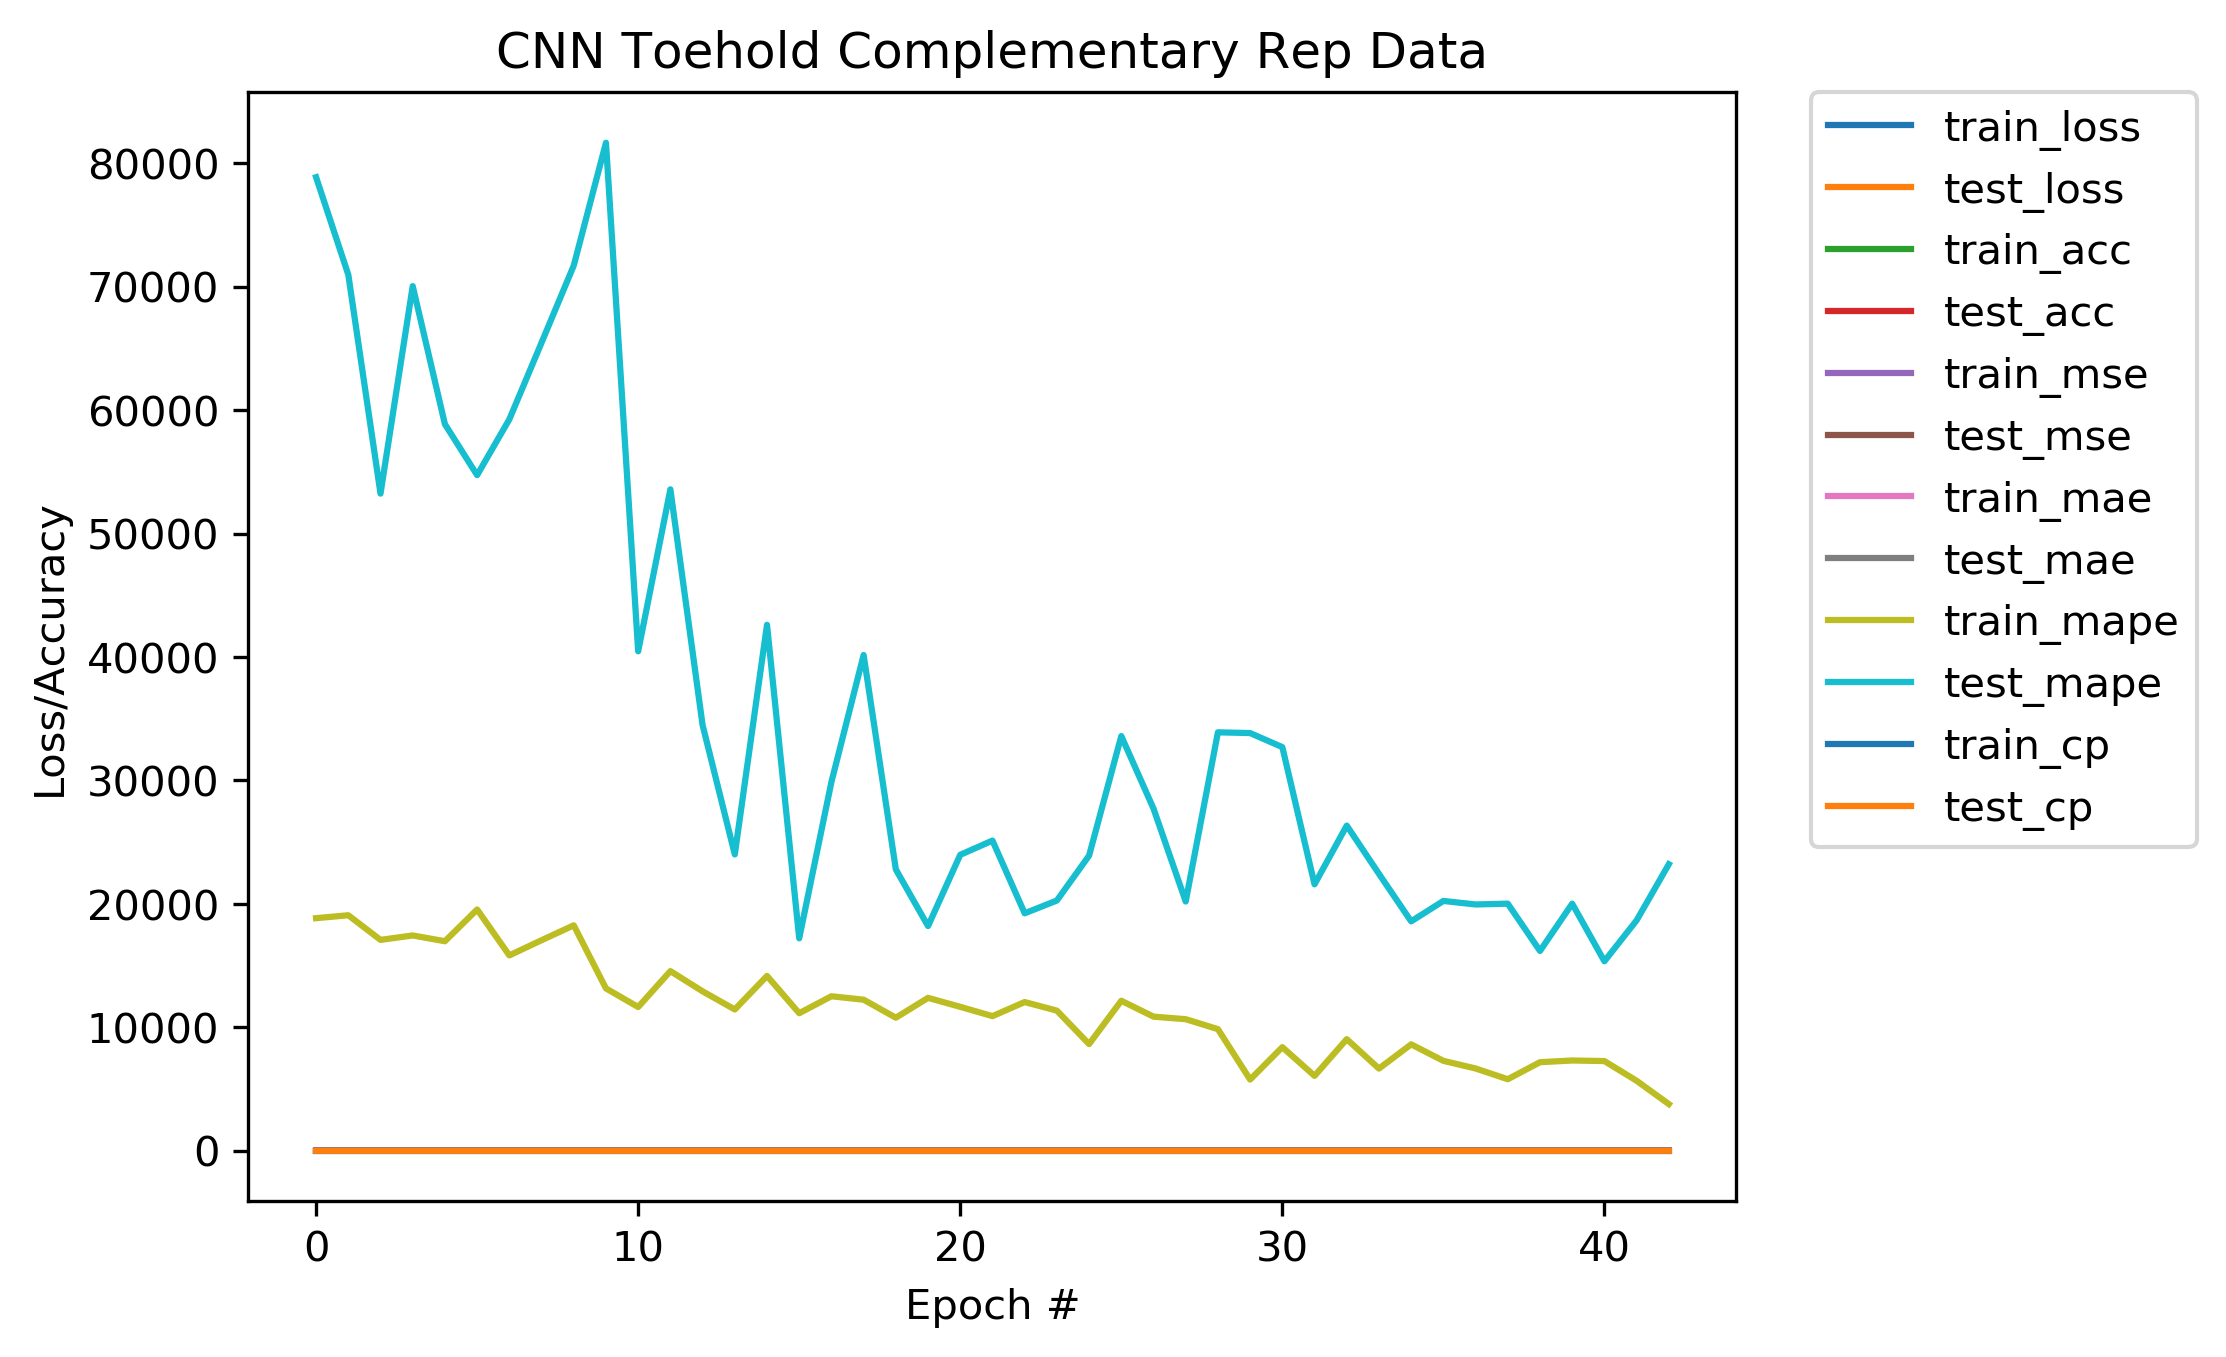 CNN Toehold Complementary Rep Data
Loss/Accuracy
80000
70000
60000
50000
40000
30000
20000
10000
0
0 10 20 30 40
Epoch #
train_loss
test_loss
train_acc
test_acc
train_mse
test_mse
train_mae
test_mae
train_mape
test_mape
train_cp
test_cp